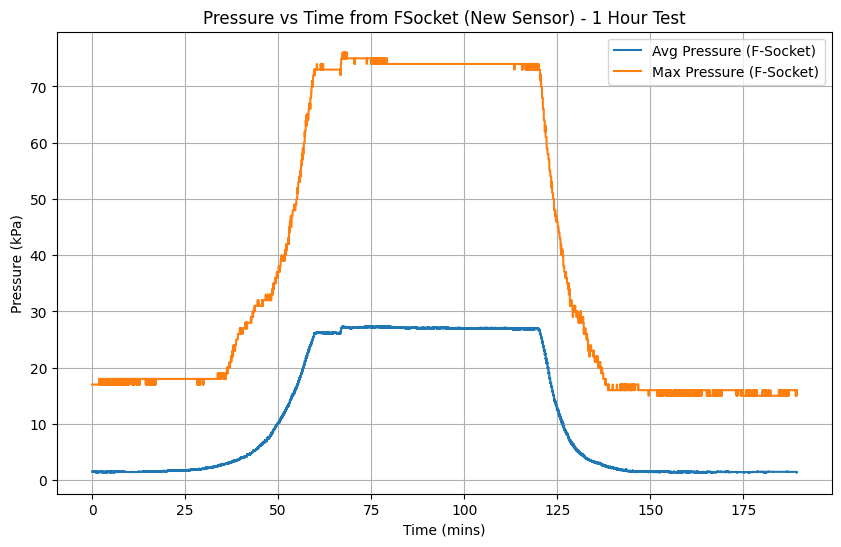 Pressure vs Time from FSocket (New Sensor) - 1 Hour Test
Avg Pressure (F-Socket)
Max Pressure (F-Socket)
Pressure (kPa)
70
60
50
40
30
20
10
0
0 25 50 75 100 125 150 175
Time (mins)